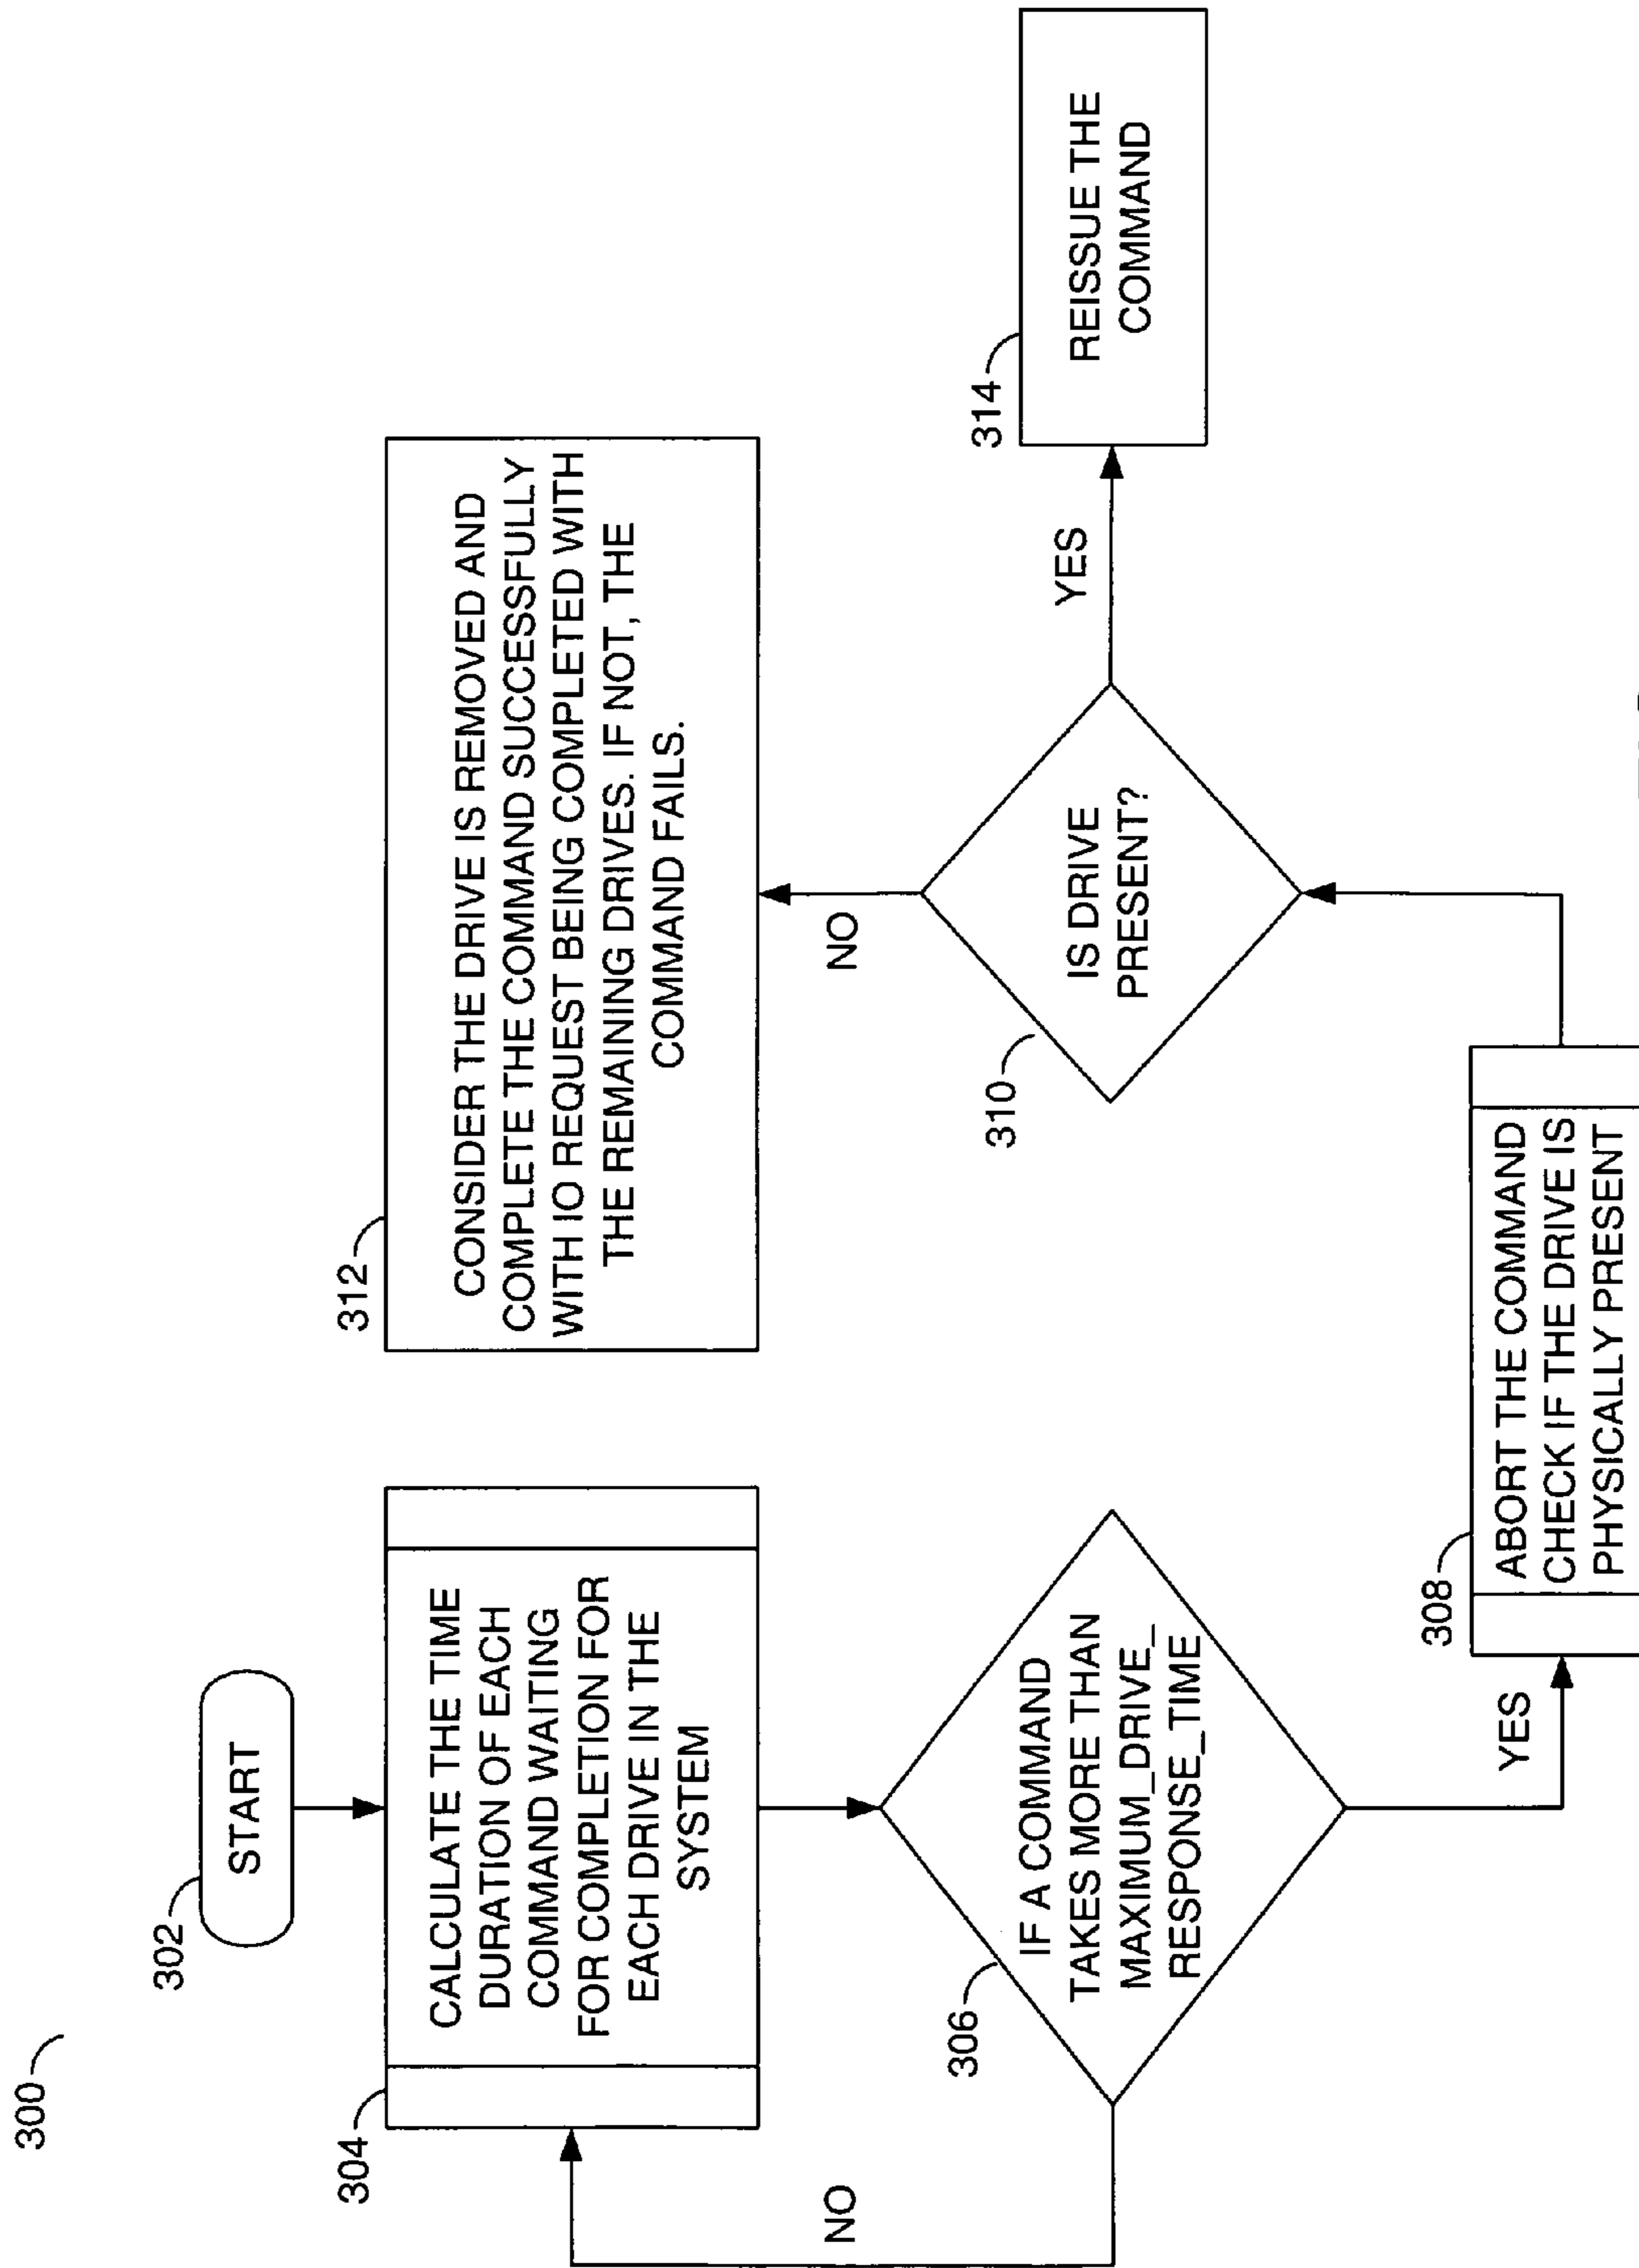 300
302
START
304
CALCULATE THE TIME
DURATION OF EACH
COMMAND WAITING
FOR COMPLETION FOR
EACH DRIVE IN THE
SYSTEM
NO
306
IF A COMMAND
TAKES MORE THAN
MAXIMUM_DRIVE_
RESPONSE_TIME
YES
308
ABORT THE COMMAND
CHECK IF THE DRIVE IS
PHYSICALLY PRESENT
310
IS DRIVE
PRESENT?
NO
312
CONSIDER THE DRIVE IS REMOVED AND
COMPLETE THE COMMAND SUCCESSFULLY
WITH IO REQUEST BEING COMPLETED WITH
THE REMAINING DRIVES. IF NOT, THE
COMMAND FAILS.
YES
314
REISSUE THE
COMMAND